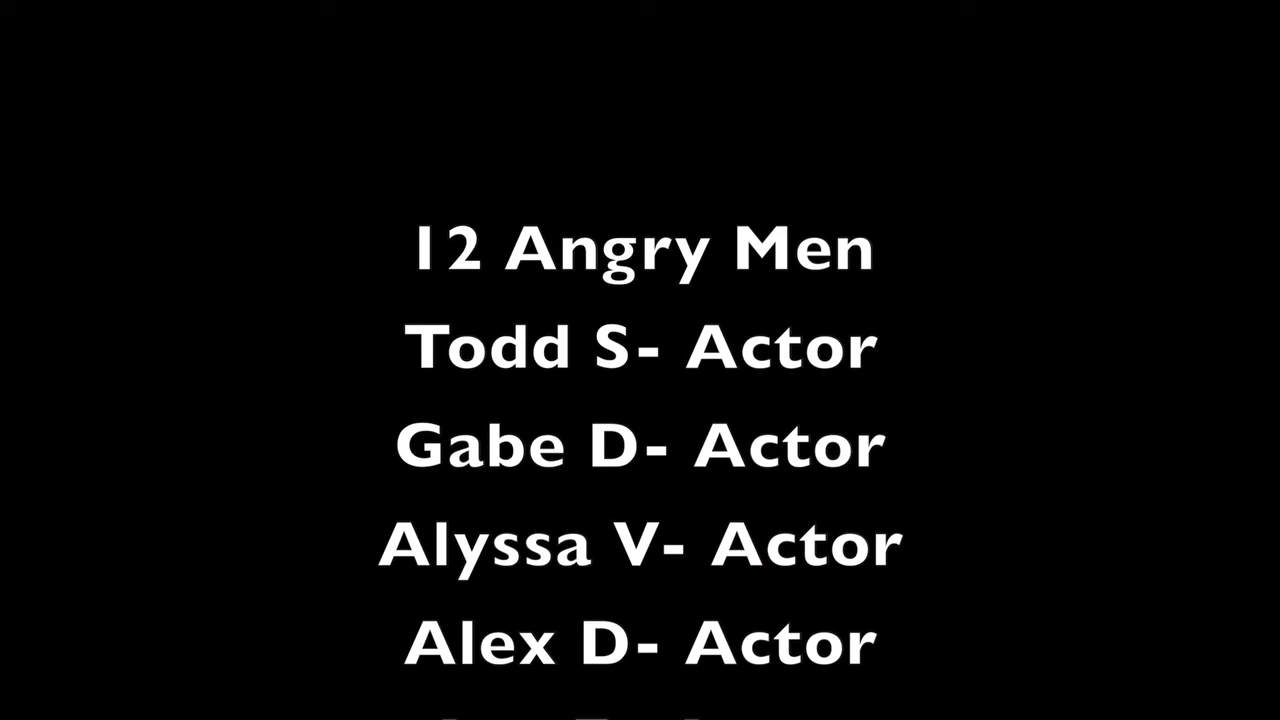 12 Angry Men
Todd S- Actor
Gabe D- Actor
Alyssa V- Actor
Alex D- Actor